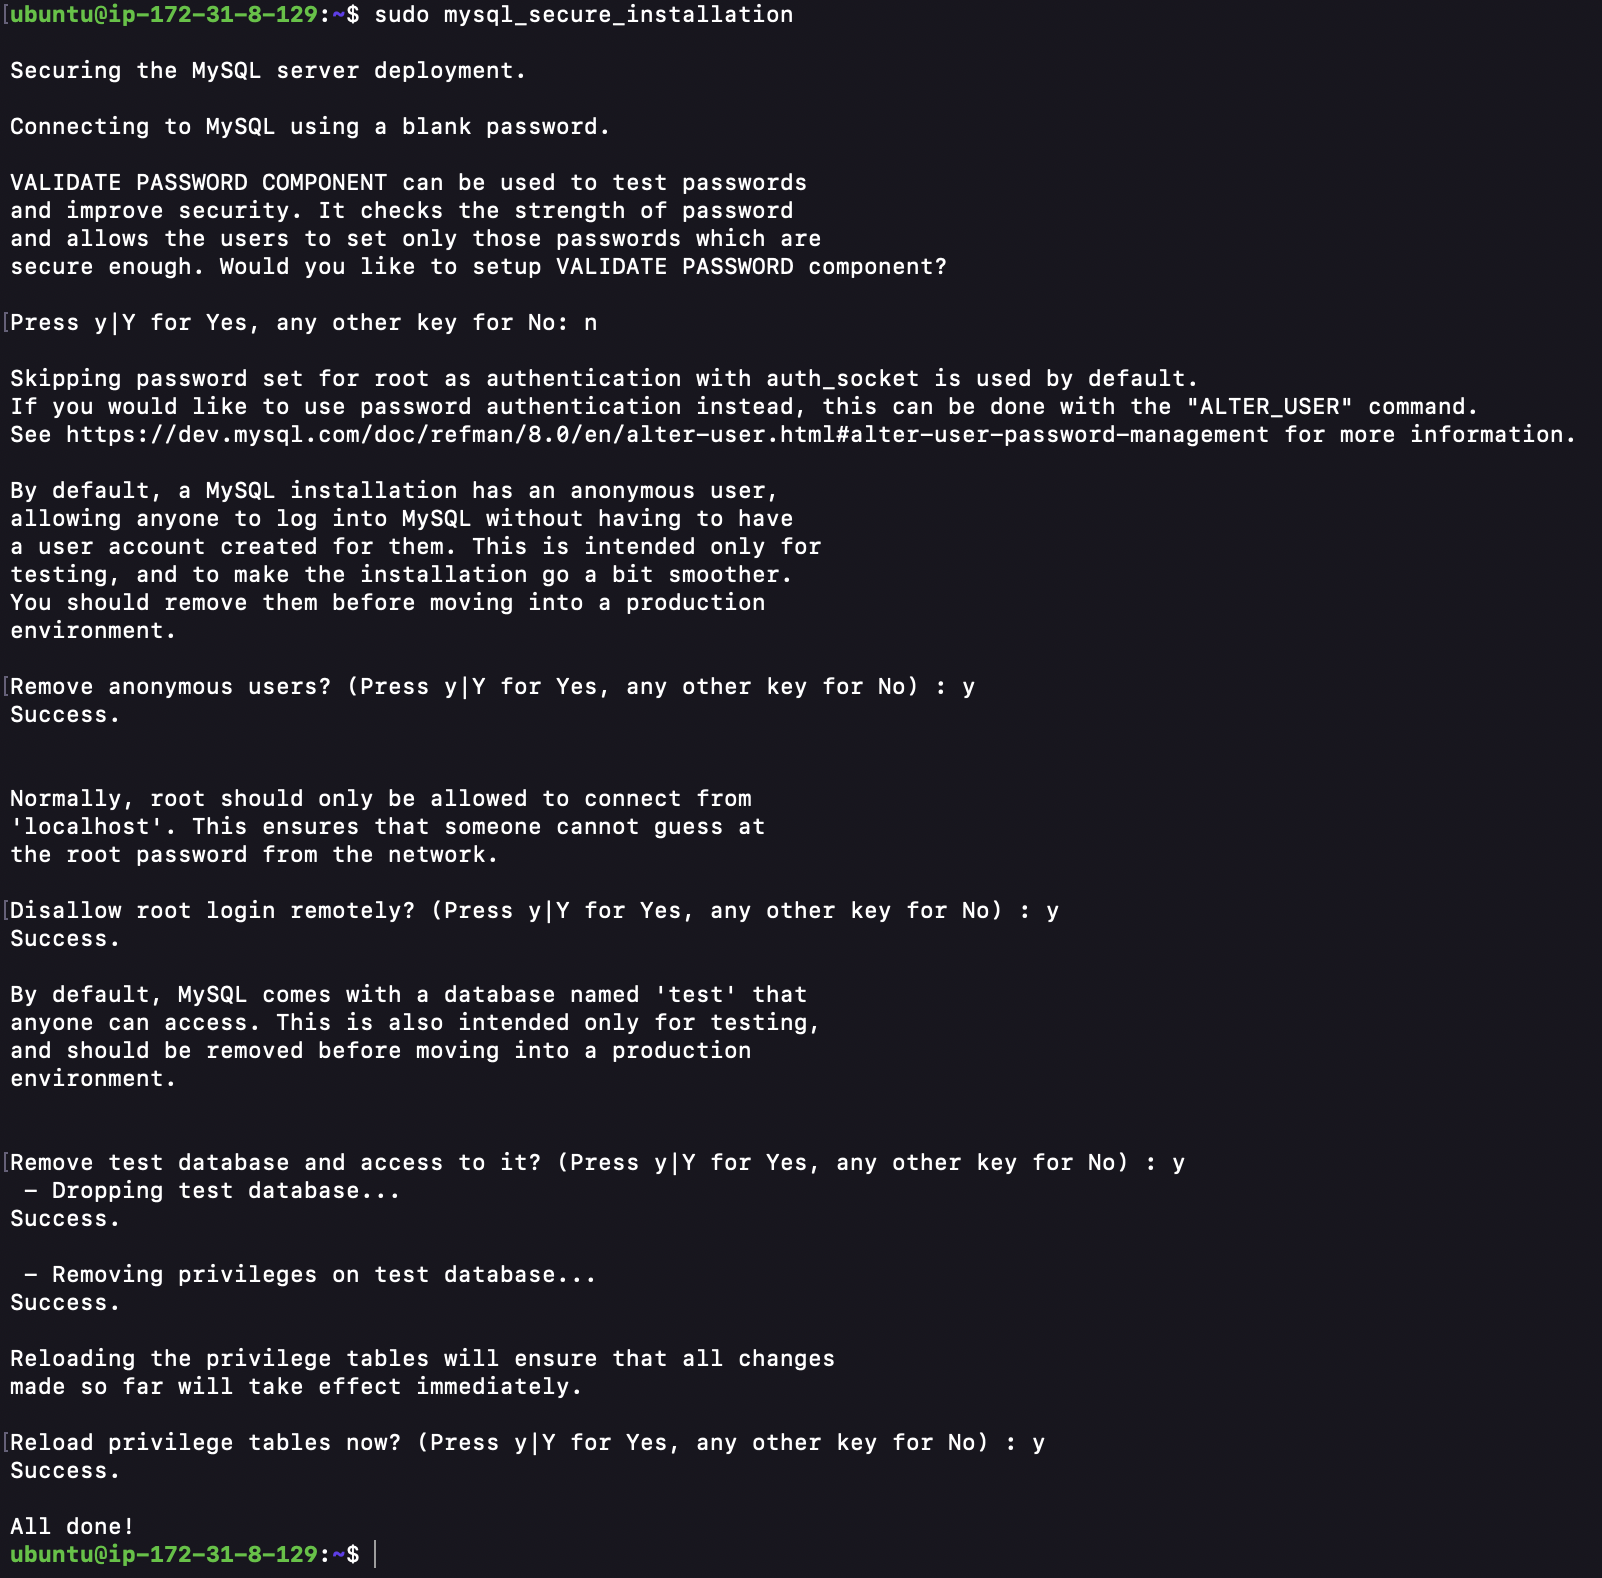 [ubuntu@ip-172-31-8-129:~$ sudo mysql_secure_installation
Securing the MySQL server deployment.
Connecting to MySQL using a blank password.
VALIDATE PASSWORD COMPONENT can be used to test passwords
and improve security. It checks the strength of password
and allows the users to set only those passwords which are
secure enough. Would you like to setup VALIDATE PASSWORD component?
[Press y|Y for Yes, any other key for No: n
Skipping password set for root as authentication with auth_socket is used by default.
If you would like to use password authentication instead, this can be done with the "ALTER_USER" command.
See https://dev.mysql.com/doc/refman/8.0/en/alter-user.html#alter-user-password-management for more information.
By default, a MySQL installation has an anonymous user,
allowing anyone to log into MySQL without having to have
a user account created for them. This is intended only for
testing, and to make the installation go a bit smoother.
You should remove them before moving into a production
environment.
[Remove anonymous users? (Press y|Y for Yes, any other key for No) : y
Success.
Normally, root should only be allowed to connect from
'localhost'. This ensures that someone cannot guess at
the root password from the network.
[Disallow root login remotely? (Press y|Y for Yes, any other key for No) : y
Success.
By default, MySQL comes with a database named 'test' that
anyone can access. This is also intended only for testing,
and should be removed before moving into a production
environment.
[Remove test database and access to it? (Press y|Y for Yes, any other key for No) : y
- Dropping test database...
Success.
- Removing privileges on test database...
Success.
Reloading the privilege tables will ensure that all changes
made so far will take effect immediately.
[Reload privilege tables now? (Press y|Y for Yes, any other key for No) : y
Success.
All done!
ubuntu@ip-172-31-8-129:~$